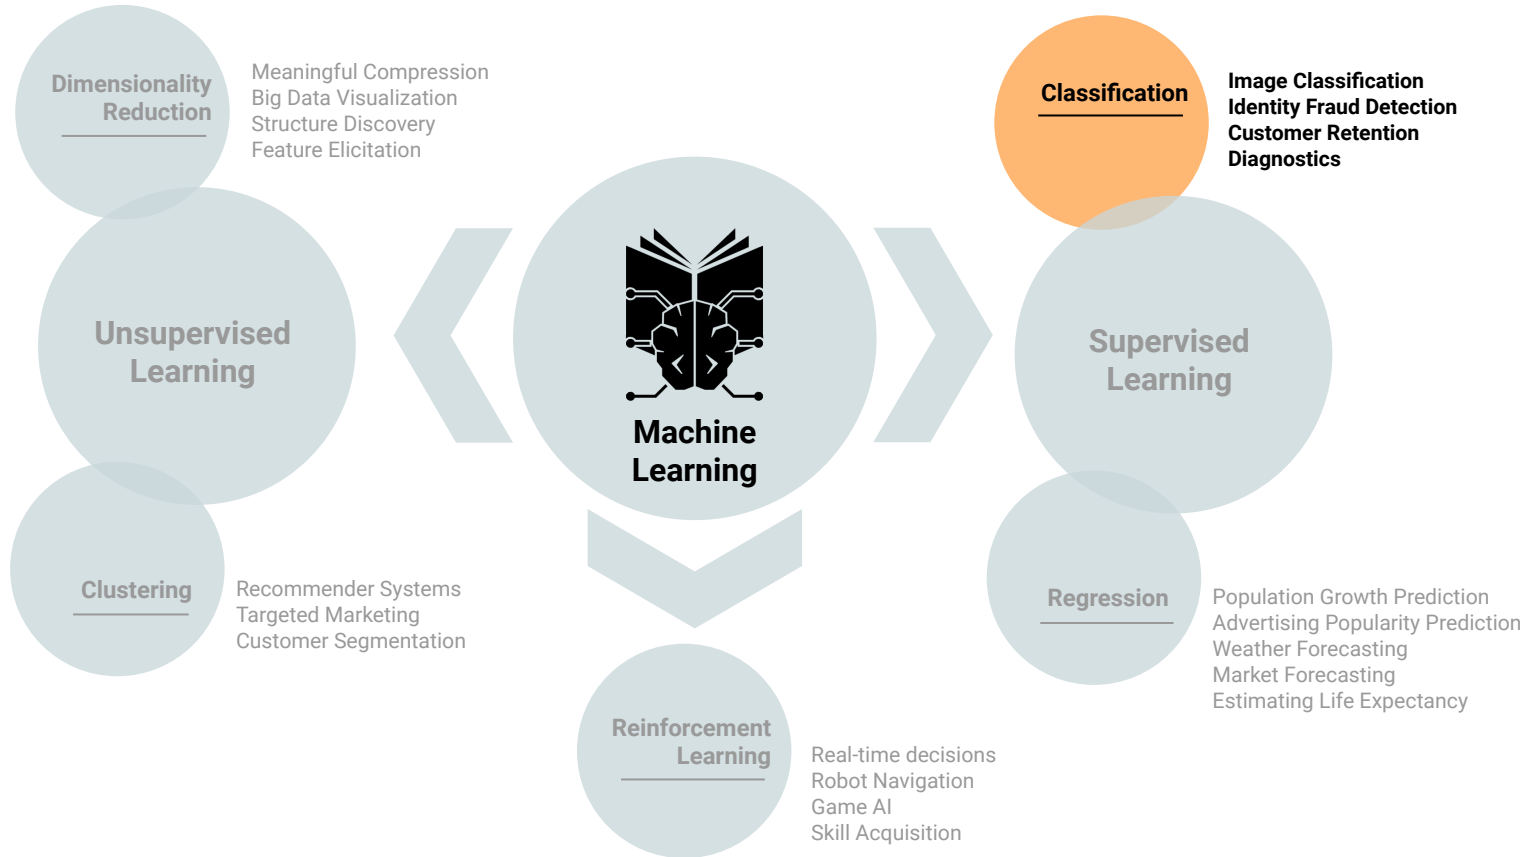 Dimensionality
Reduction
Meaningful Compression
Big Data Visualization
Structure Discovery
Feature Elicitation
Classification
Image Classification
Identity Fraud Detection
Customer Retention
Diagnostics
Unsupervised
Learning
Machine
Learning
Supervised
Learning
Clustering
Recommender Systems
Targeted Marketing
Customer Segmentation
Regression
Population Growth Prediction
Advertising Popularity Prediction
Weather Forecasting
Market Forecasting
Estimating Life Expectancy
Reinforcement
Learning
Real-time decisions
Robot Navigation
Game AI
Skill Acquisition